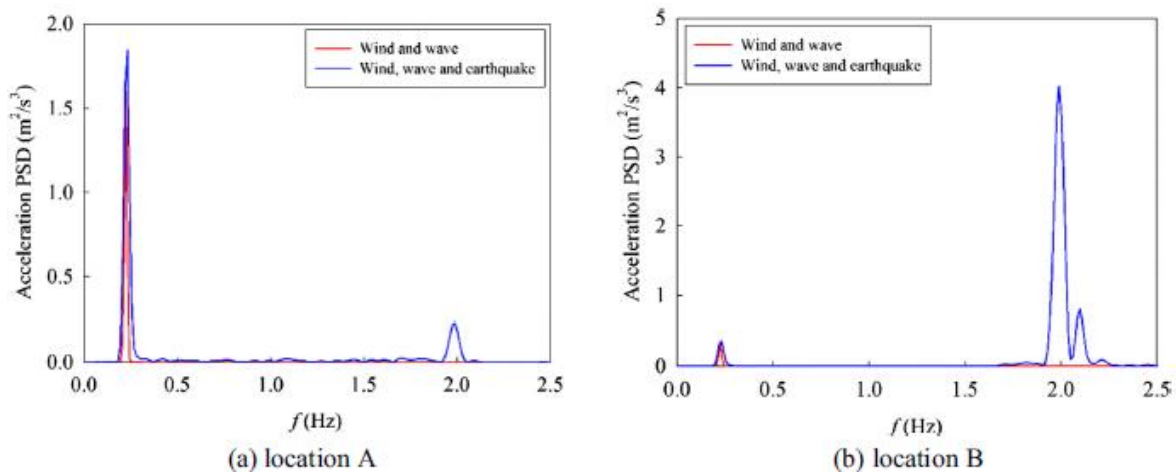 2.0
1.5
1.0
0.5
0.0
Acceleration PSD (m²/s³)
Wind and wave
Wind, wave and earthquake
0.0 0.5 1.0 1.5 2.0 2.5
f (Hz)
(a) location A
5
4
3
2
1
0
Acceleration PSD (m²/s³)
Wind and wave
Wind, wave and earthquake
0.0 0.5 1.0 1.5 2.0 2.5
f (Hz)
(b) location B